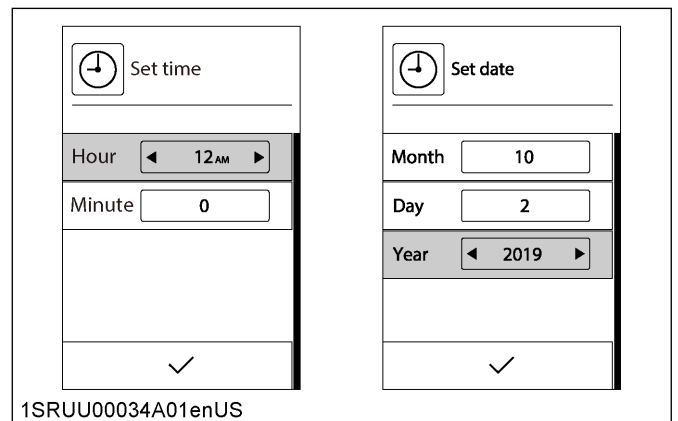 Set time
Hour ◀ 12AM ▶
Minute 0
Set date
Month 10
Day 2
Year ◀ 2019 ▶
1SRUU00034A01enUS